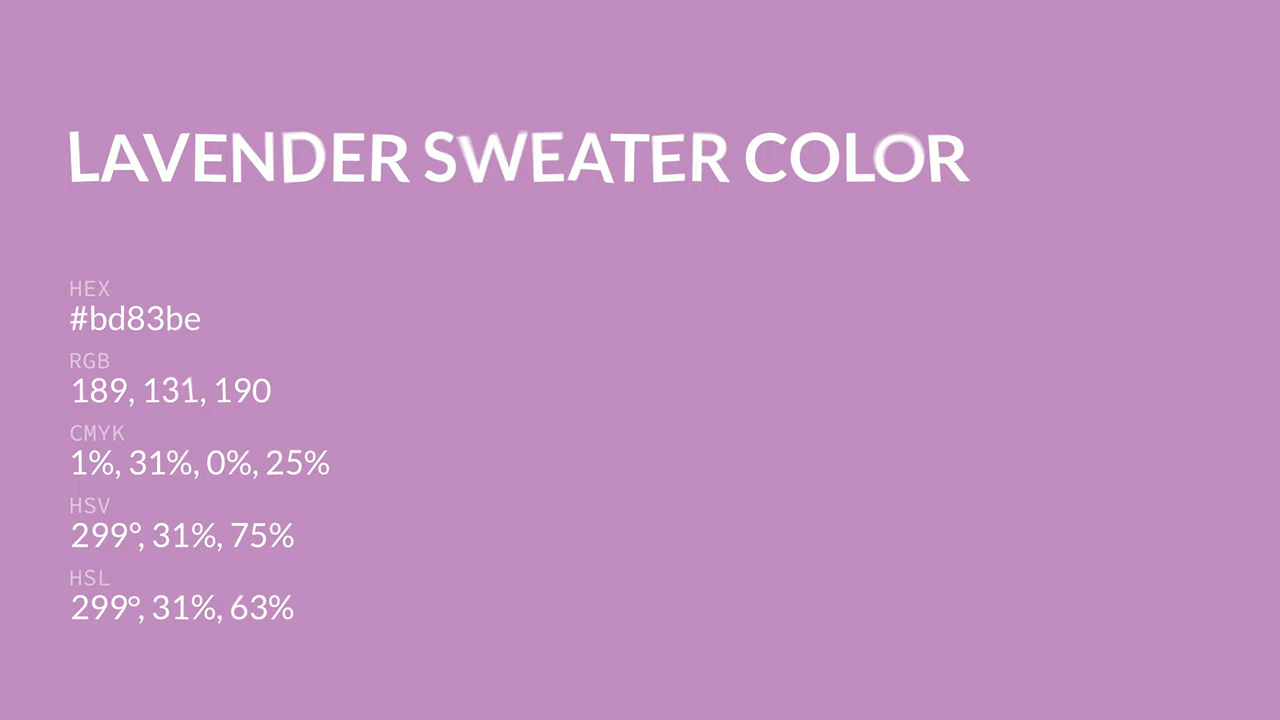 LAVENDER SWEATER COLOR
HEX
#bd83be
RGB
189, 131, 190
CMYK
1%, 31%, 0%, 25%
HSV
299°, 31%, 75%
HSL
299°, 31%, 63%